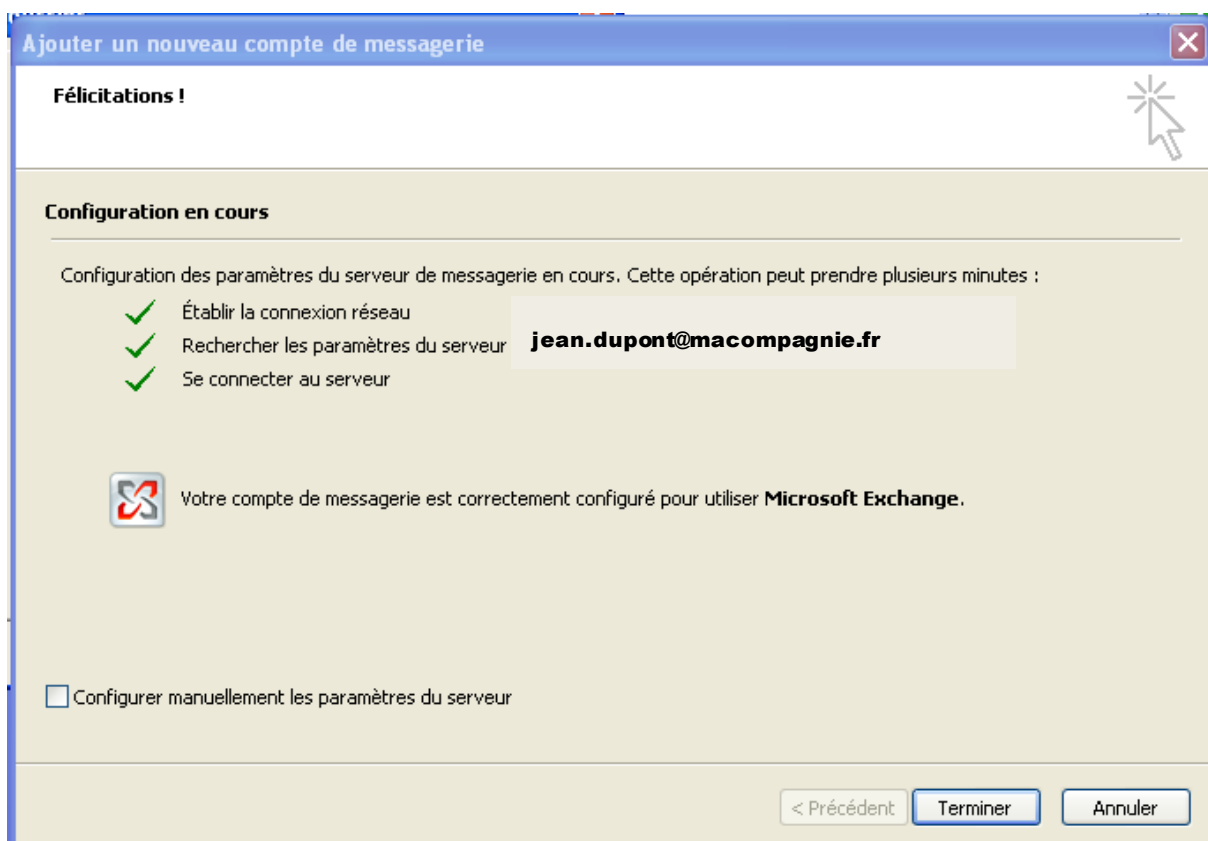 Ajouter un nouveau compte de messagerie
Félicitations !
Configuration en cours
Configuration des paramètres du serveur de messagerie en cours. Cette opération peut prendre plusieurs minutes :
Établir la connexion réseau
Rechercher les paramètres du serveur jean.dupont@macompagnie.fr
Se connecter au serveur
Votre compte de messagerie est correctement configuré pour utiliser Microsoft Exchange.
Configurer manuellement les paramètres du serveur
< Précédent Terminer Annuler